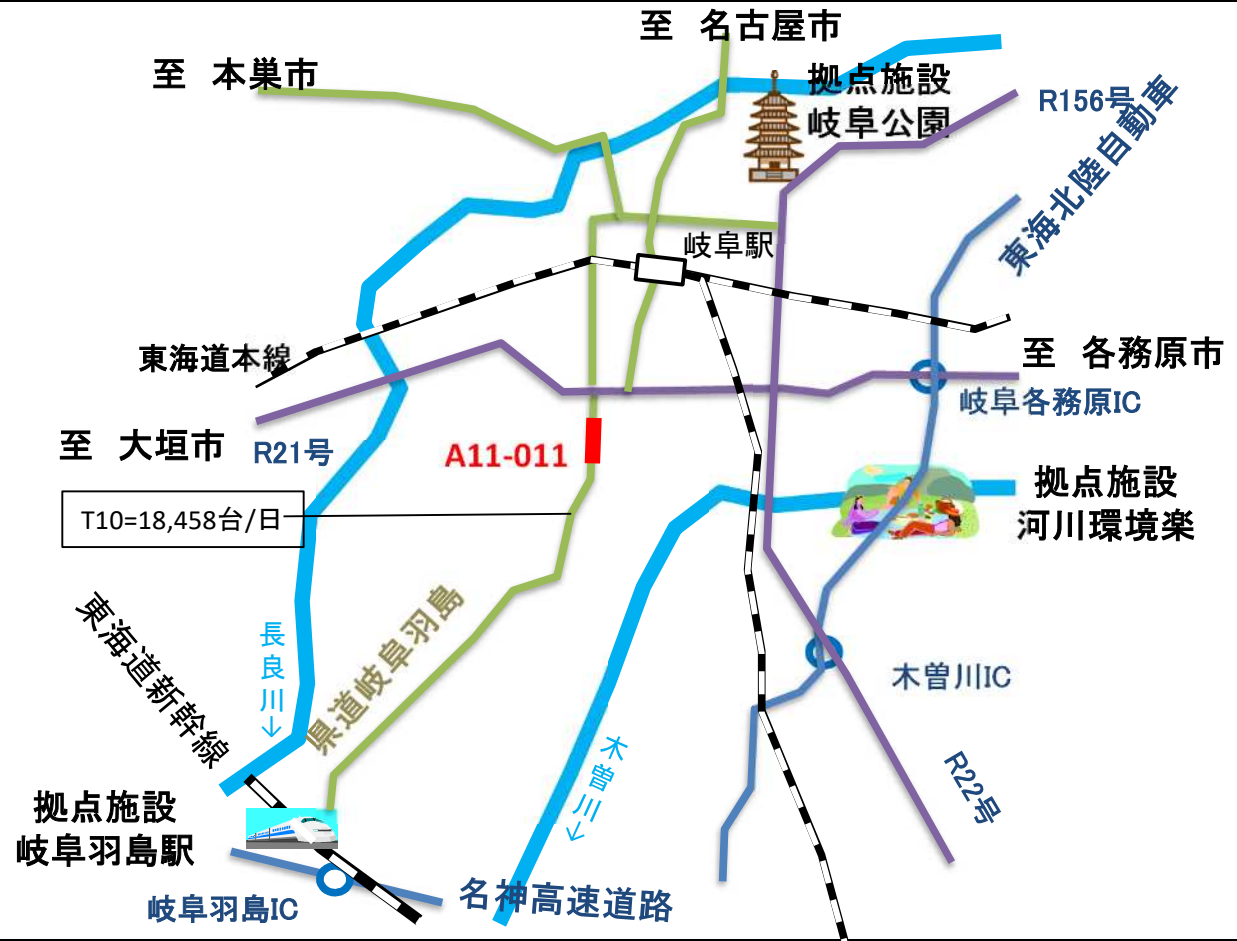 至 名古屋市
至 本巣市
拠点施設
岐阜公園
R156号
東海北陸自動車
岐阜駅
東海道本線
至 各務原市
岐阜各務原IC
至 大垣市
R21号
A11-011
拠点施設
河川環境楽
T10=18,458台/日
東海道新幹線
長良川→
県道岐阜羽島
木曽川IC
木曽川→
R22号
拠点施設
岐阜羽島駅
岐阜羽島IC
名神高速道路